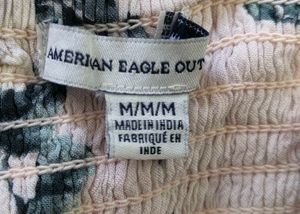 AMERICAN EAGLE OUT
M/M/M
MADE IN INDIA
FABRIQUÉ EN
INDE